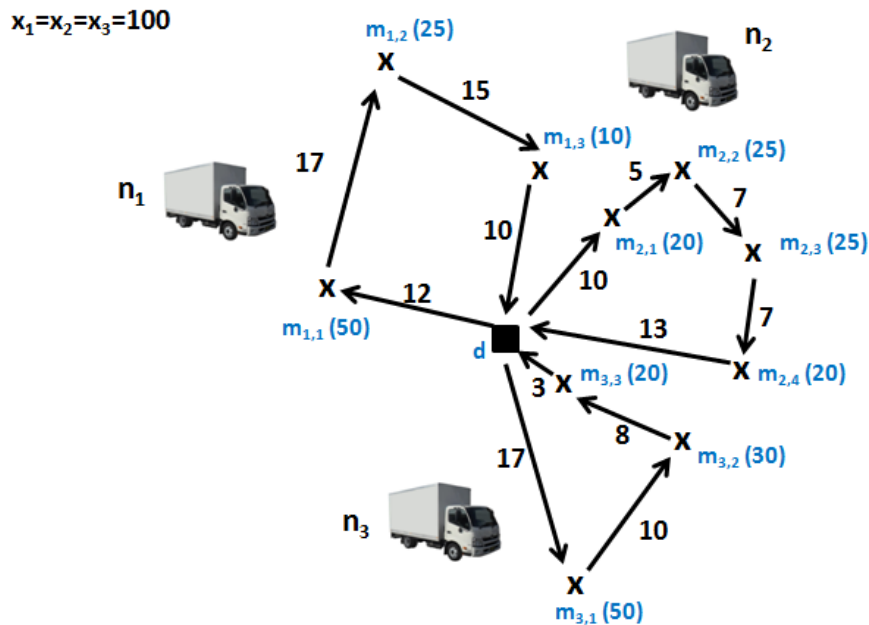 x₁=x₂=x₃=100
m₁,₂ (25)
n₂
15
m₁,₃ (10)
m₂,₂ (25)
17
5
7
n₁
10
m₂,₁ (20)
m₂,₃ (25)
10
12
7
m₁,₁ (50)
13
d
m₃,₃ (20)
m₂,₄ (20)
3
8
17
m₃,₂ (30)
n₃
10
m₃,₁ (50)